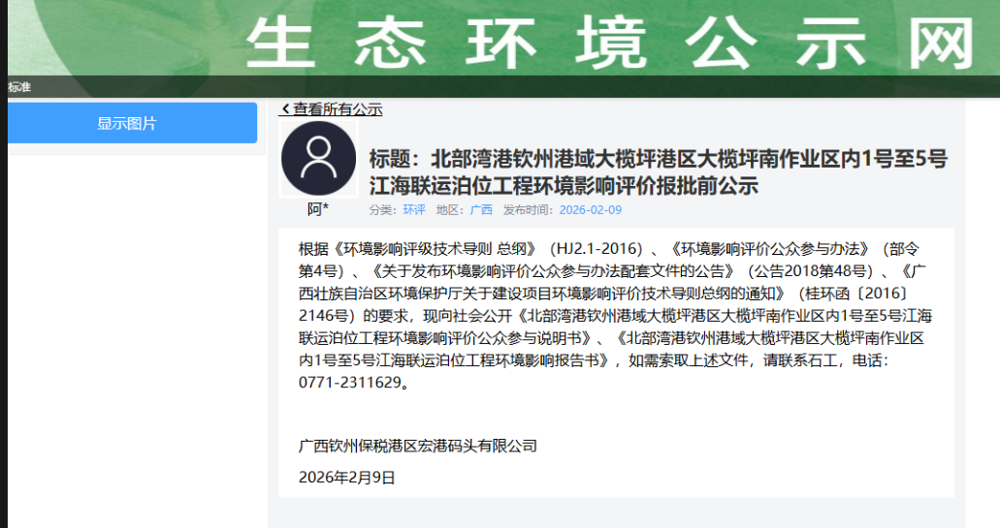 生态环境公示网
标准
显示图片
查看所有公示
阿*
标题：北部湾港钦州港域大榄坪港区大榄坪南作业区内1号至5号
江海联运泊位工程环境影响评价报批前公示
分类：环评 地区：广西 发布时间：2026-02-09
根据《环境影响评级技术导则 总纲》（HJ2.1-2016）、《环境影响评价公众参与办法》（部令
第4号）、《关于发布环境影响评价公众参与办法配套文件的公告》（公告2018第48号）、《广
西壮族自治区环境保护厅关于建设项目环境影响评价技术导则总纲的通知》（桂环函〔2016〕
2146号）的要求，现向社会公开《北部湾港钦州港域大榄坪港区大榄坪南作业区内1号至5号江海
联运泊位工程环境影响评价公众参与说明书》、《北部湾港钦州港域大榄坪港区大榄坪南作业区
内1号至5号江海联运泊位工程环境影响报告书》，如需索取上述文件，请联系石工，电话：
0771-2311629。
广西钦州保税港区宏港码头有限公司
2026年2月9日